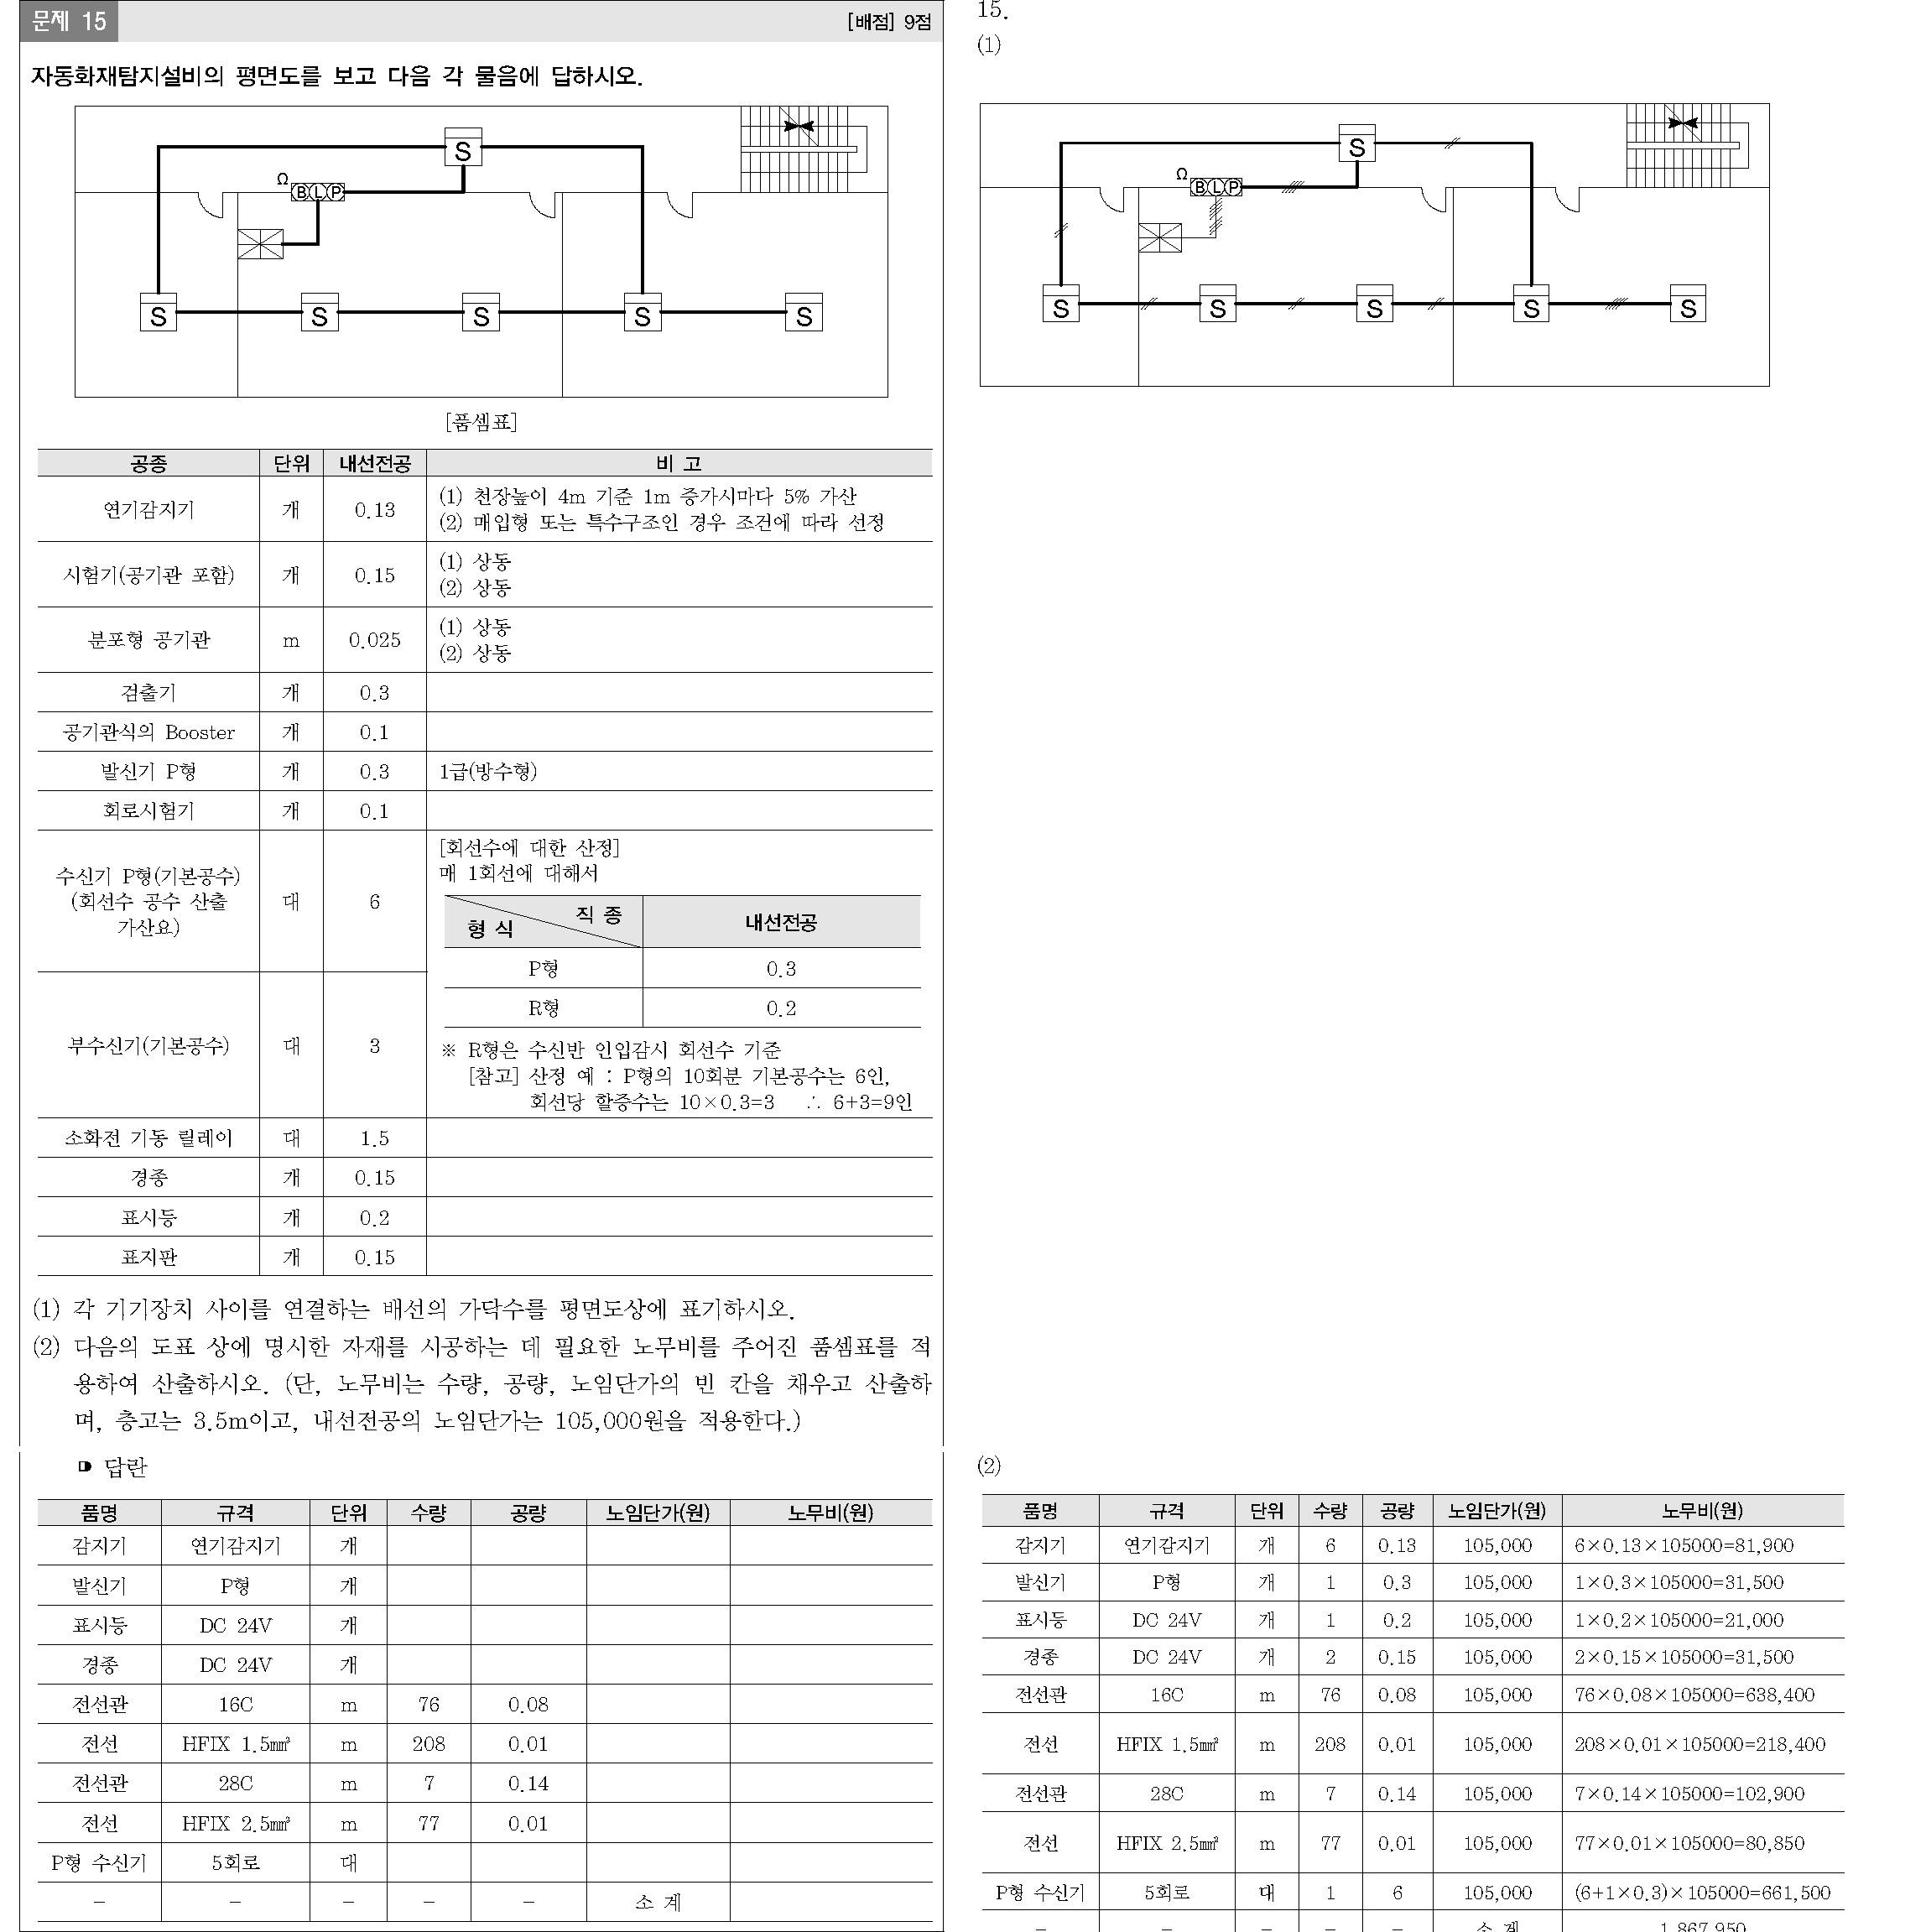 문제 15 [배점] 9점
자동화재탐지설비의 평면도를 보고 다음 각 물음에 답하시오.
S
Ω
B L P
S S S S S
[품셈표]
공종 단위 내선전공 비 고
연기감지기 개 0.13 (1) 천장높이 4m 기준 1m 증가시마다 5% 가산
(2) 매입형 또는 특수구조인 경우 조건에 따라 선정
시험기(공기관 포함) 개 0.15 (1) 상동
(2) 상동
분포형 공기관 m 0.025 (1) 상동
(2) 상동
검출기 개 0.3
공기관식의 Booster 개 0.1
발신기 P형 개 0.3 1급(방수형)
회로시험기 개 0.1
수신기 P형(기본공수)
(회선수 공수 산출
가산요) 대 6
[회선수에 대한 산정]
매 1회선에 대해서
직 종
형 식 내선전공
P형 0.3
R형 0.2
부수신기(기본공수) 대 3
※ R형은 수신반 인입감시 회선수 기준
[참고] 산정 예 : P형의 10회분 기본공수는 6인,
회선당 할증수는 10×0.3=3 ∴ 6+3=9인
소화전 기동 릴레이 대 1.5
경종 개 0.15
표시등 개 0.2
표지판 개 0.15
(1) 각 기기장치 사이를 연결하는 배선의 가닥수를 평면도상에 표기하시오.
(2) 다음의 도표 상에 명시한 자재를 시공하는 데 필요한 노무비를 주어진 품셈표를 적
용하여 산출하시오. (단, 노무비는 수량, 공량, 노임단가의 빈 칸을 채우고 산출하
며, 층고는 3.5m이고, 내선전공의 노임단가는 105,000원을 적용한다.)
답란
품명 규격 단위 수량 공량 노임단가(원) 노무비(원)
감지기 연기감지기 개
발신기 P형 개
표시등 DC 24V 개
경종 DC 24V 개
전선관 16C m 76 0.08
전선 HFIX 1.5㎟ m 208 0.01
전선관 28C m 7 0.14
전선 HFIX 2.5㎟ m 77 0.01
P형 수신기 5회로 대
－ － － － － 소 계
15.
(1)
S
Ω
B L P
S S S S S
(2)
품명 규격 단위 수량 공량 노임단가(원) 노무비(원)
감지기 연기감지기 개 6 0.13 105,000 6×0.13×105000=81,900
발신기 P형 개 1 0.3 105,000 1×0.3×105000=31,500
표시등 DC 24V 개 1 0.2 105,000 1×0.2×105000=21,000
경종 DC 24V 개 2 0.15 105,000 2×0.15×105000=31,500
전선관 16C m 76 0.08 105,000 76×0.08×105000=638,400
전선 HFIX 1.5㎟ m 208 0.01 105,000 208×0.01×105000=218,400
전선관 28C m 7 0.14 105,000 7×0.14×105000=102,900
전선 HFIX 2.5㎟ m 77 0.01 105,000 77×0.01×105000=80,850
P형 수신기 5회로 대 1 6 105,000 (6+1×0.3)×105000=661,500
－ － － － － 소 계 1,867,950